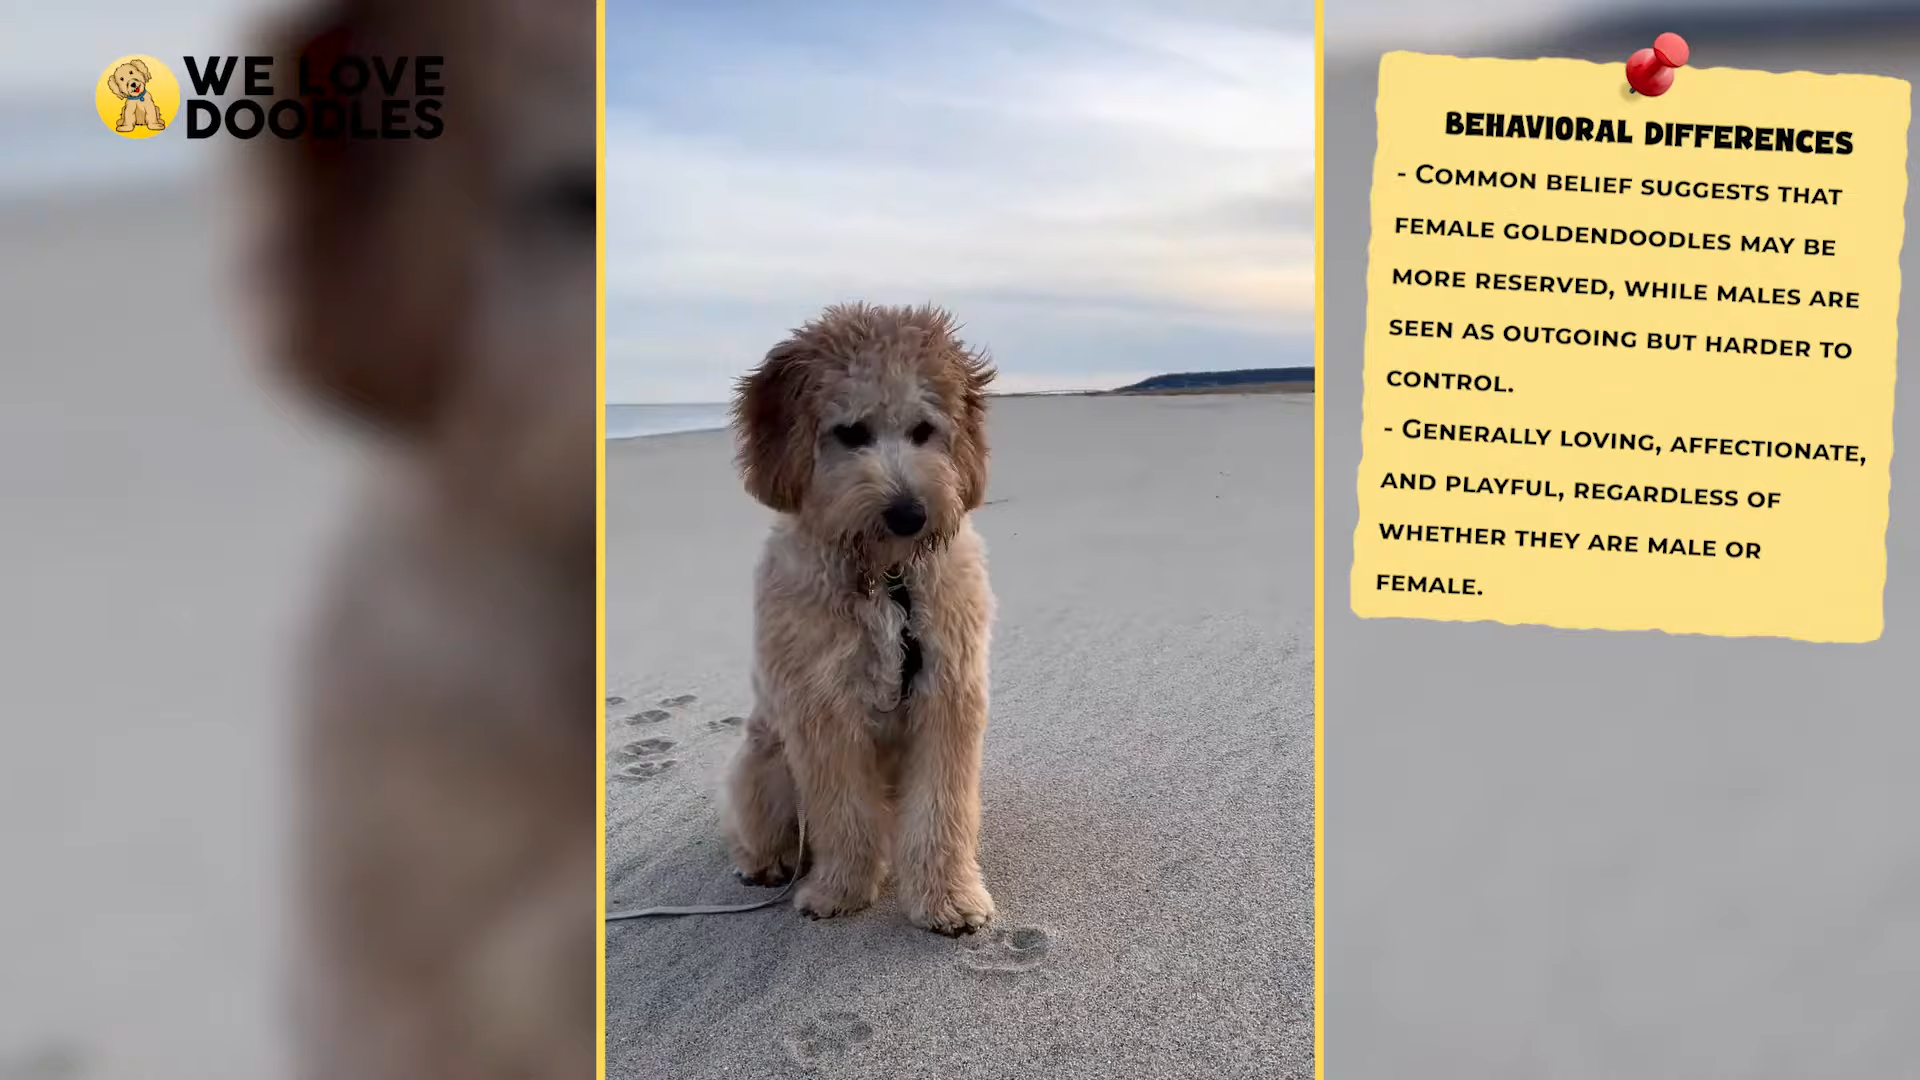 WE LOVE
DOODLES
BEHAVIORAL DIFFERENCES
- COMMON BELIEF SUGGESTS THAT
FEMALE GOLDENDOODLES MAY BE
MORE RESERVED, WHILE MALES ARE
SEEN AS OUTGOING BUT HARDER TO
CONTROL.
- GENERALLY LOVING, AFFECTIONATE,
AND PLAYFUL, REGARDLESS OF
WHETHER THEY ARE MALE OR
FEMALE.